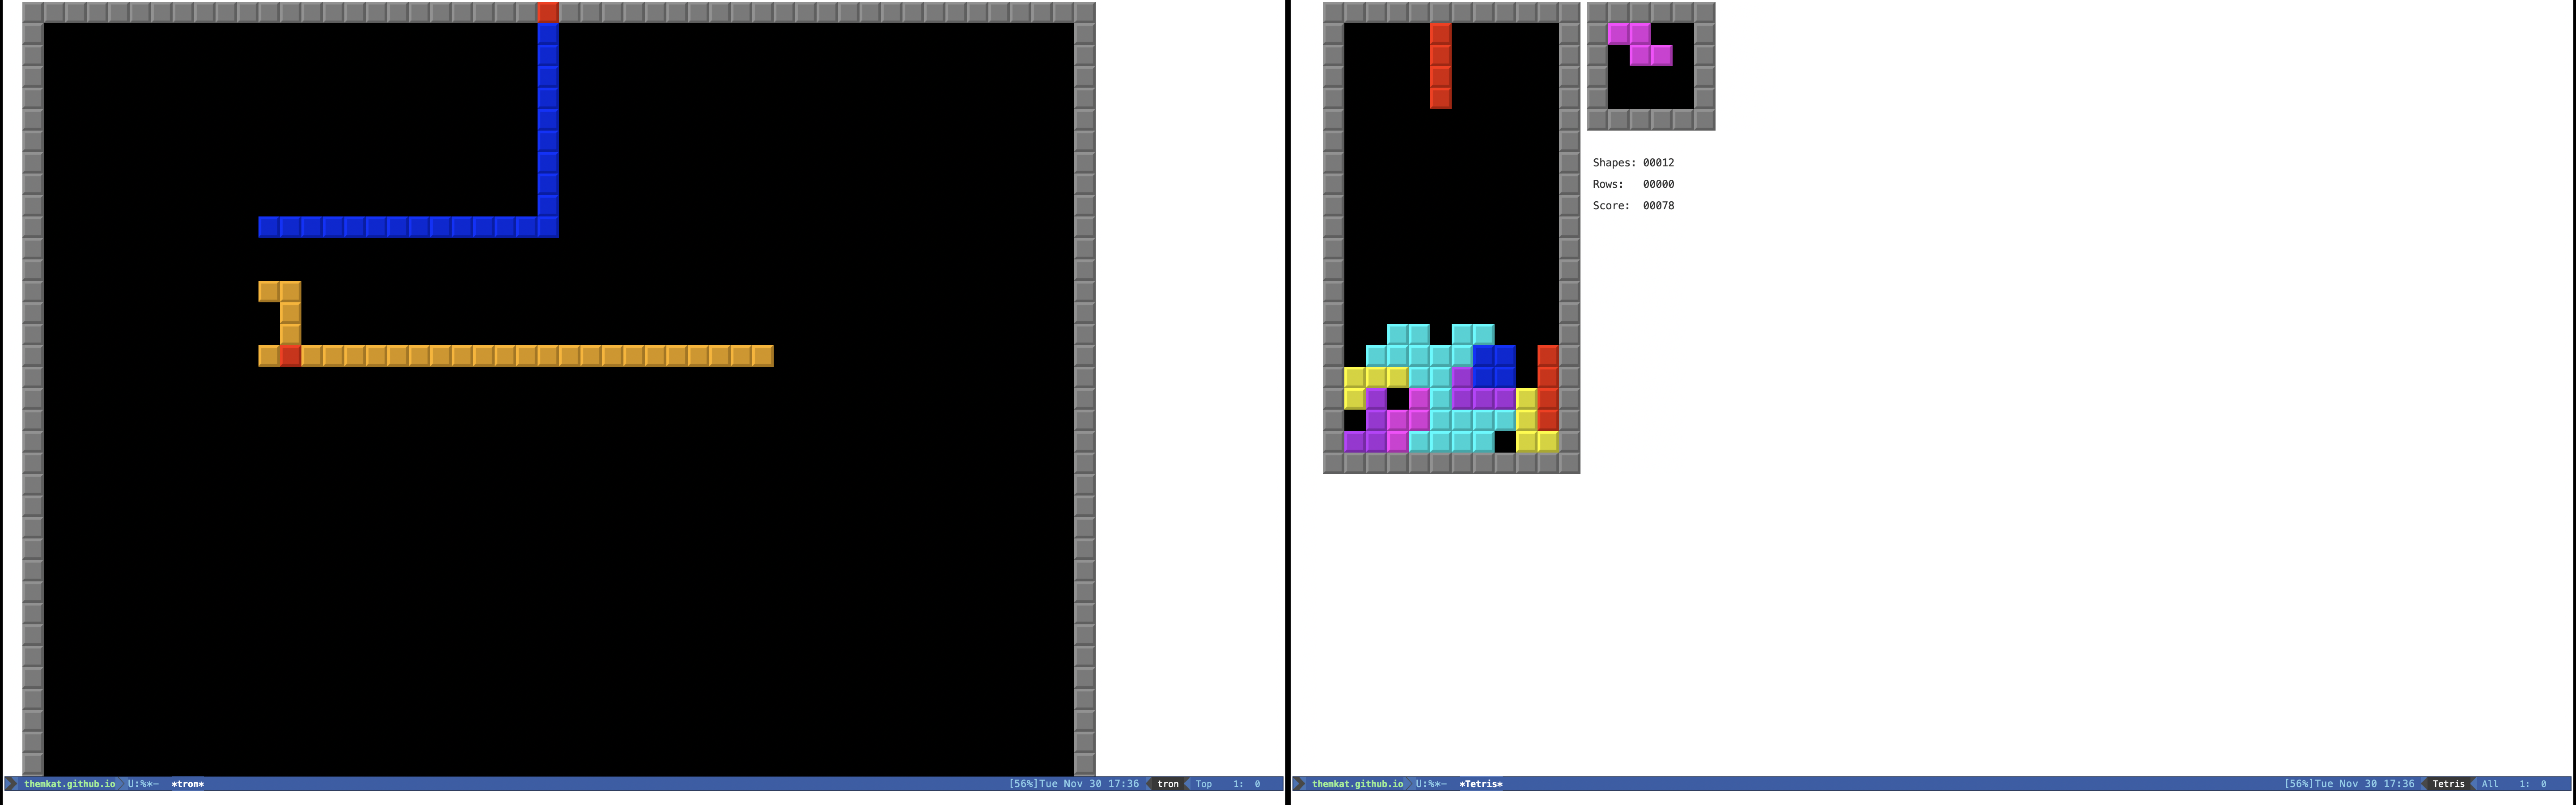 Shapes: 00012
Rows: 00000
Score: 00078
themkat.github.io U:%*- *tron* [56%]Tue Nov 30 17:36 tron Top 1: 0
themkat.github.io U:%*- *Tetris* [56%]Tue Nov 30 17:36 Tetris All 1: 0